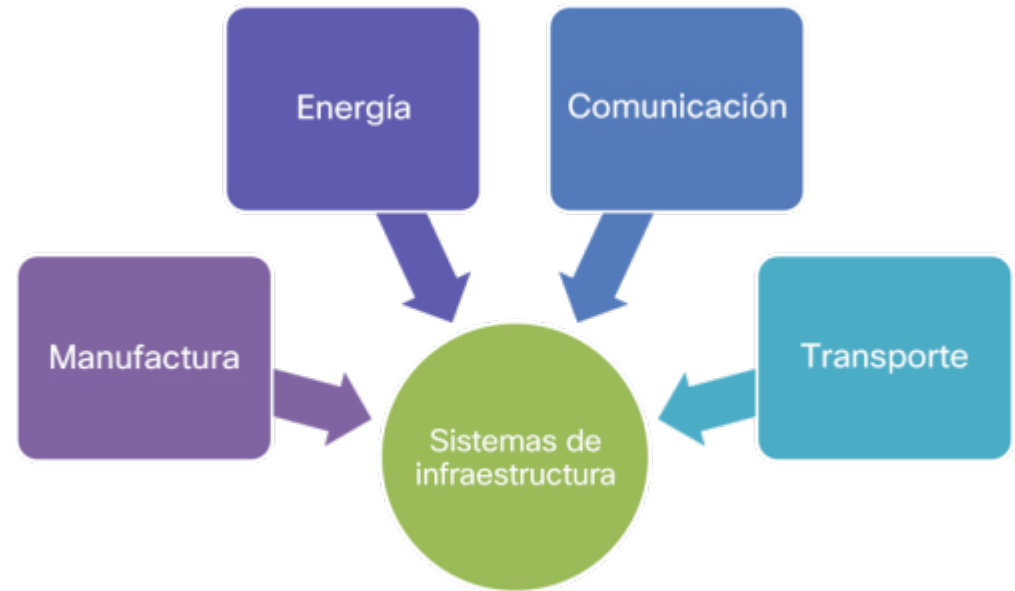 Energía
Comunicación
Manufactura
Transporte
Sistemas de
infraestructura